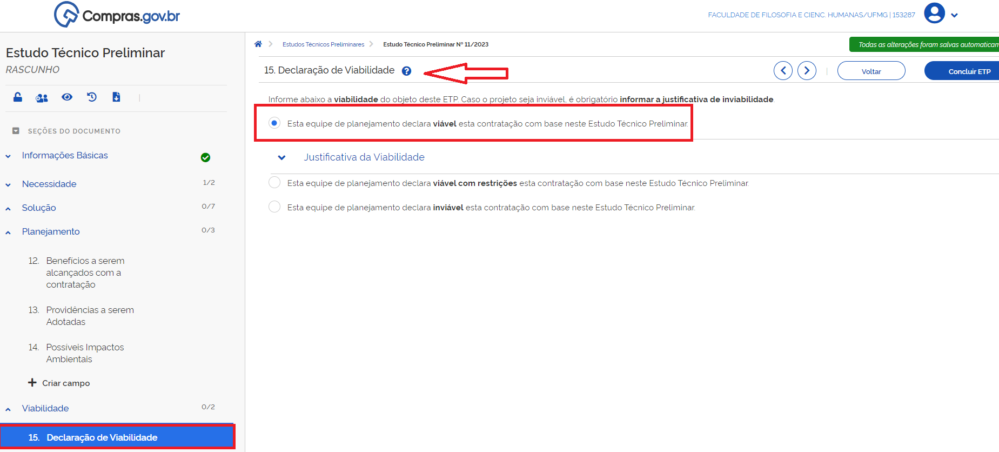 Compras.gov.br
FACULDADE DE FILOSOFIA E CIENC. HUMANAS/UFMG | 153287
Estudo Técnico Preliminar
RASCUNHO
SEÇÕES DO DOCUMENTO
Informações Básicas
Necessidade 1/2
Solução 0/7
Planejamento 0/3
12. Benefícios a serem
alcançados com a
contratação
13. Providências a serem
Adotadas
14. Possíveis Impactos
Ambientais
Criar campo
Viabilidade 0/2
15. Declaração de Viabilidade
Estudos Técnicos Preliminares Estudo Técnico Preliminar Nº 11/2023
Todas as alterações foram salvas
15. Declaração de Viabilidade
Voltar
Concluir ETP
Informe abaixo a viabilidade do objeto deste ETP. Caso o projeto seja inviável, é obrigatório informar a justificativa de inviabilidade.
Esta equipe de planejamento declara viável esta contratação com base neste Estudo Técnico Preliminar.
Justificativa da Viabilidade
Esta equipe de planejamento declara viável com restrições esta contratação com base neste Estudo Técnico Preliminar.
Esta equipe de planejamento declara inviável esta contratação com base neste Estudo Técnico Preliminar.